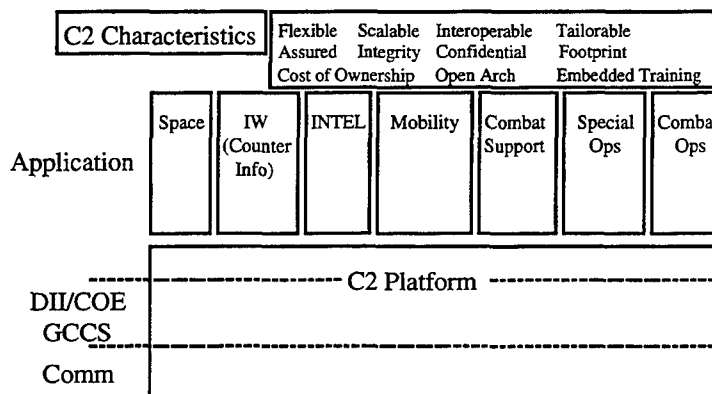 C2 Characteristics
Flexible Scalable Interoperable Tailorable
Assured Integrity Confidential Footprint
Cost of Ownership Open Arch Embedded Training
Application
Space
IW
(Counter
Info)
INTEL
Mobility
Combat
Support
Special
Ops
Combat
Ops
C2 Platform
DII/COE
GCCS
Comm